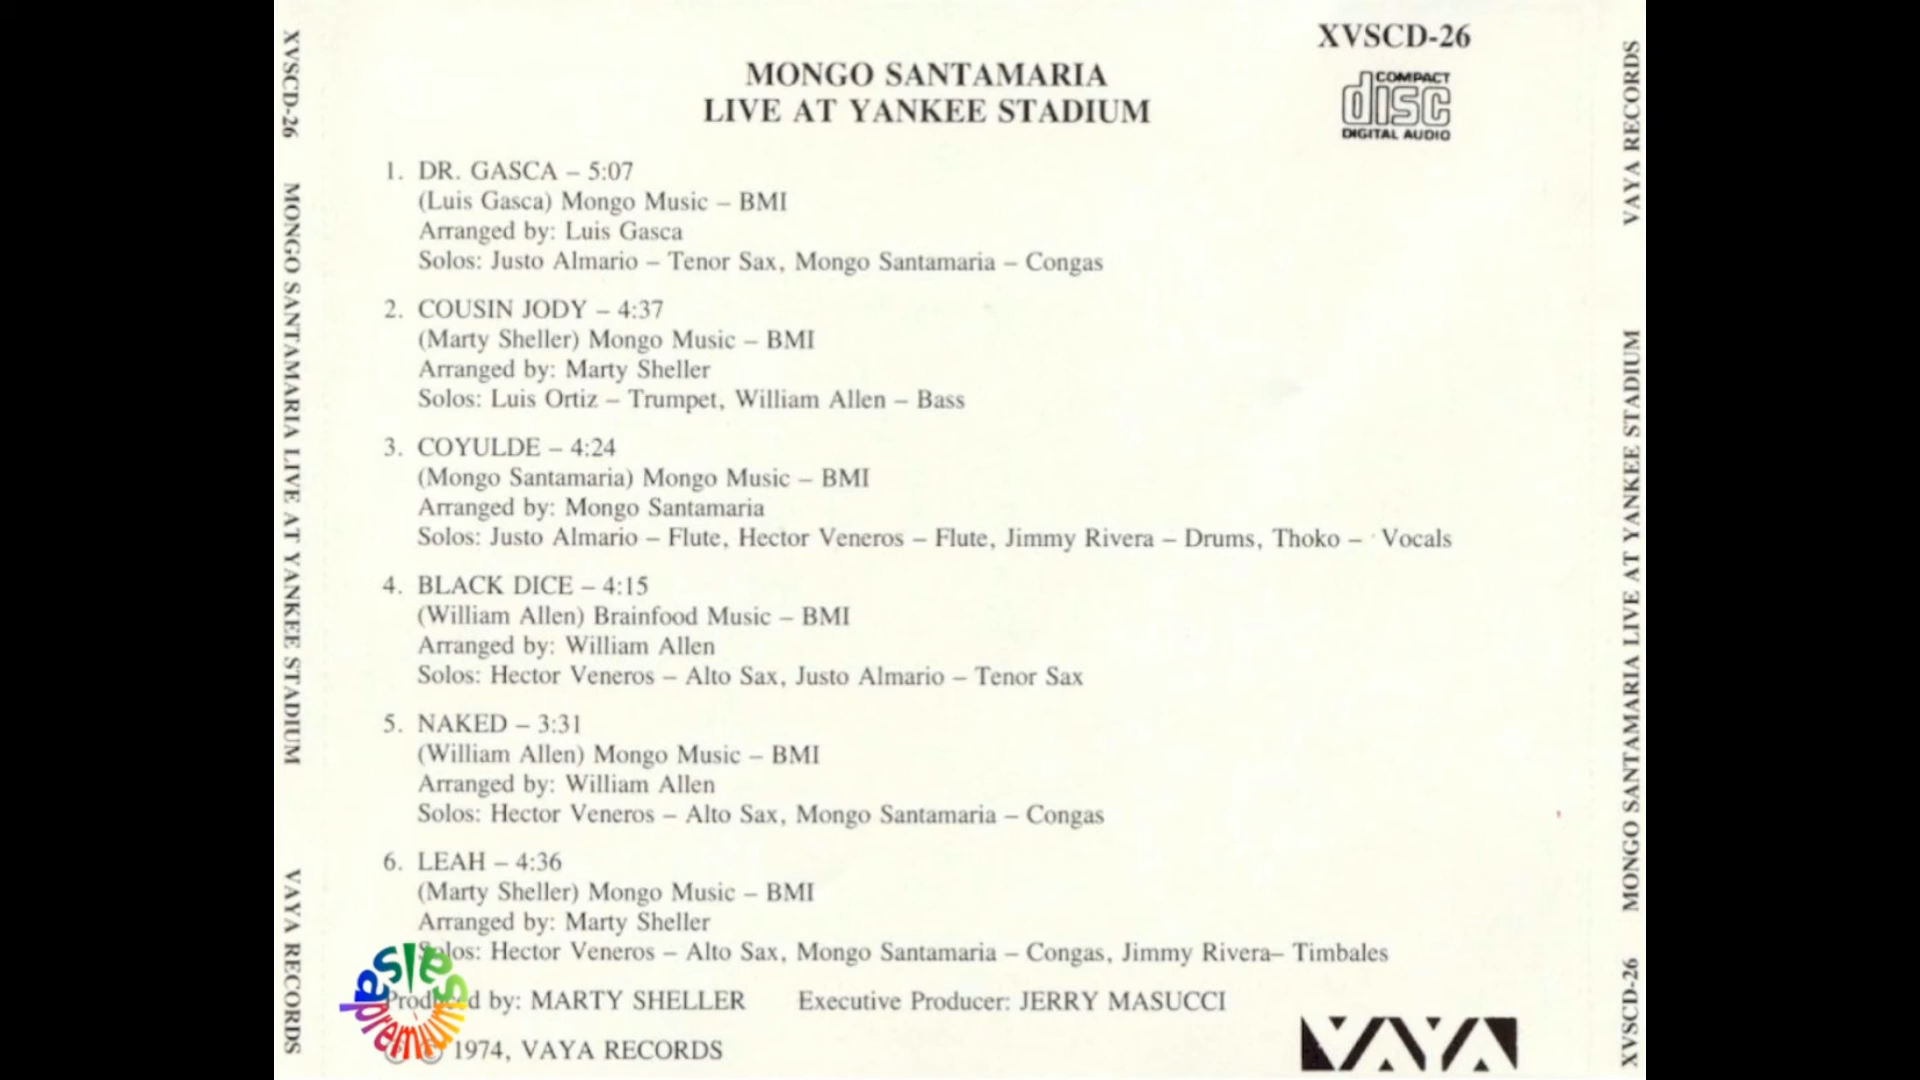 XVSCD-26
COMPACT
disc
DIGITAL AUDIO
MONGO SANTAMARIA
LIVE AT YANKEE STADIUM
1. DR. GASCA – 5:07
(Luis Gasca) Mongo Music – BMI
Arranged by: Luis Gasca
Solos: Justo Almario – Tenor Sax, Mongo Santamaria – Congas
2. COUSIN JODY – 4:37
(Marty Sheller) Mongo Music – BMI
Arranged by: Marty Sheller
Solos: Luis Ortiz – Trumpet, William Allen – Bass
3. COYULDE – 4:24
(Mongo Santamaria) Mongo Music – BMI
Arranged by: Mongo Santamaria
Solos: Justo Almario – Flute, Hector Veneros – Flute, Jimmy Rivera – Drums, Thoko – Vocals
4. BLACK DICE – 4:15
(William Allen) Brainfood Music – BMI
Arranged by: William Allen
Solos: Hector Veneros – Alto Sax, Justo Almario – Tenor Sax
5. NAKED – 3:31
(William Allen) Mongo Music – BMI
Arranged by: William Allen
Solos: Hector Veneros – Alto Sax, Mongo Santamaria – Congas
6. LEAH – 4:36
(Marty Sheller) Mongo Music – BMI
Arranged by: Marty Sheller
Solos: Hector Veneros – Alto Sax, Mongo Santamaria – Congas, Jimmy Rivera– Timbales
Produced by: MARTY SHELLER Executive Producer: JERRY MASUCCI
℗ © 1974, VAYA RECORDS
VAYA
salsa premium
XVSCD-26 MONGO SANTAMARIA LIVE AT YANKEE STADIUM VAYA RECORDS
XVSCD-26 MONGO SANTAMARIA LIVE AT YANKEE STADIUM VAYA RECORDS